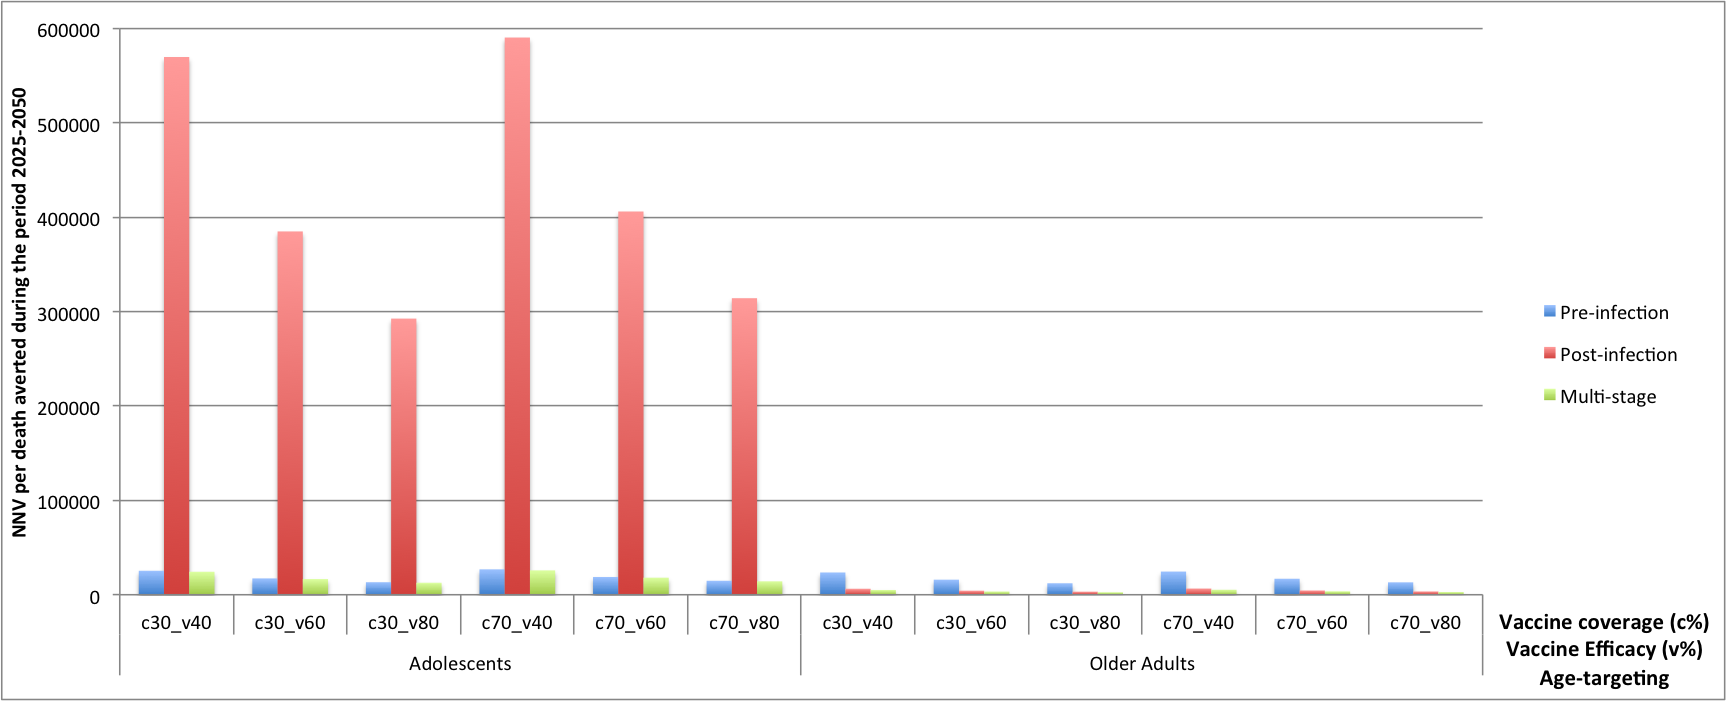 NNV per death averted during the period 2025-2050
600000
500000
400000
300000
200000
100000
0
c30_v40 c30_v60 c30_v80 c70_v40 c70_v60 c70_v80 c30_v40 c30_v60 c30_v80 c70_v40 c70_v60 c70_v80
Adolescents Older Adults
Pre-infection
Post-infection
Multi-stage
Vaccine coverage (c%)
Vaccine Efficacy (v%)
Age-targeting